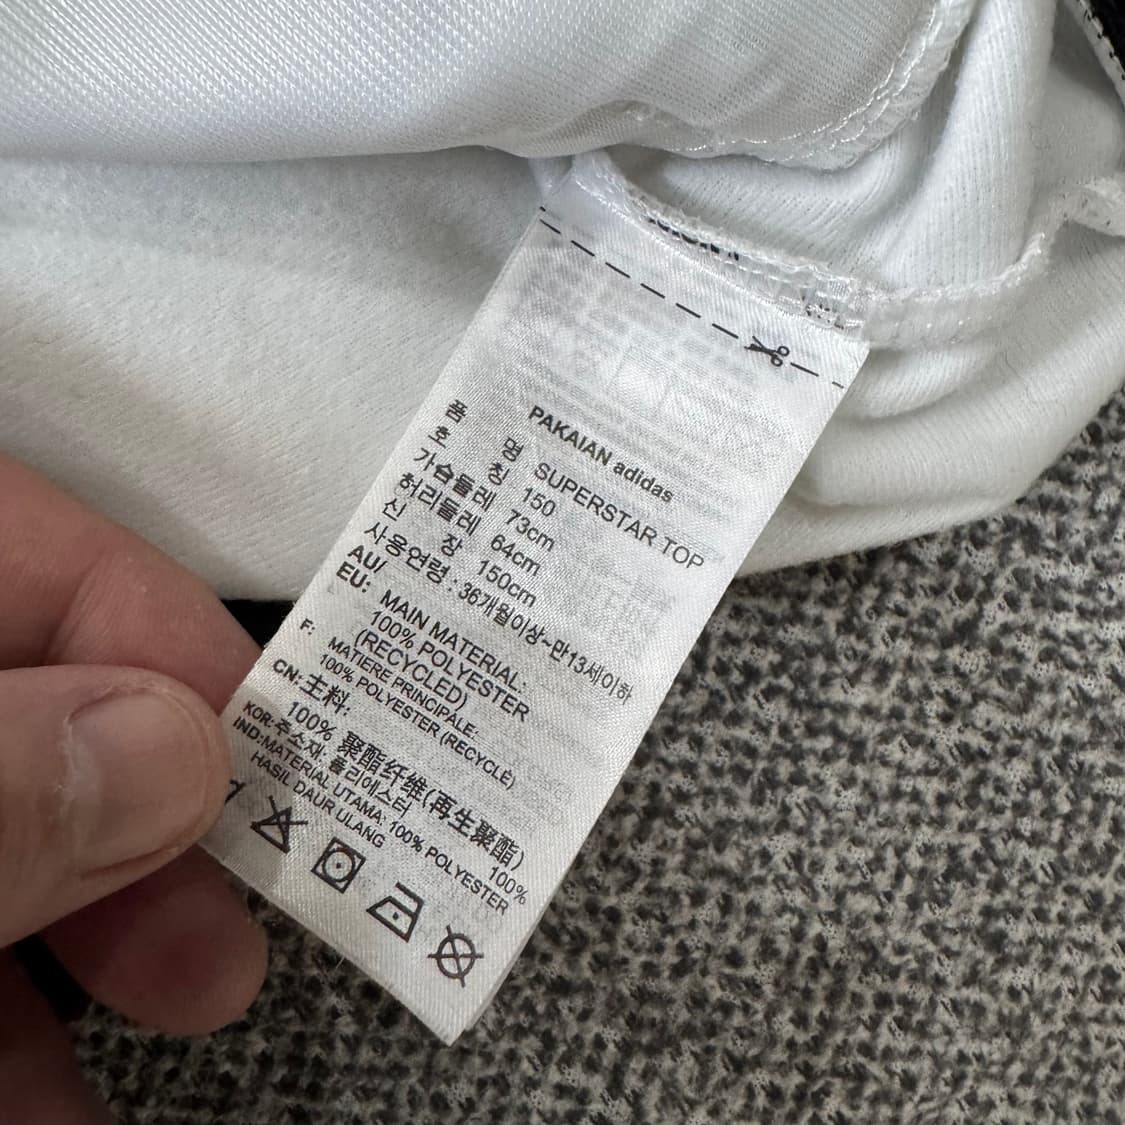 PAKAIAN adidas
품 명 SUPERSTAR TOP
호 칭 150
가슴둘레 73cm
허리둘레 64cm
신 장 150cm
사용연령 : 36개월이상~만13세이하
AU/
EU: MAIN MATERIAL:
100% POLYESTER
(RECYCLED)
F: MATIERE PRINCIPALE:
100% POLYESTER (RECYCLÉ)
CN:主料:
100% 聚酯纤维(再生聚酯)
KOR:주소재: 폴리에스터 100%
IND:MATERIAL UTAMA: 100% POLYESTER
HASIL DAUR ULANG